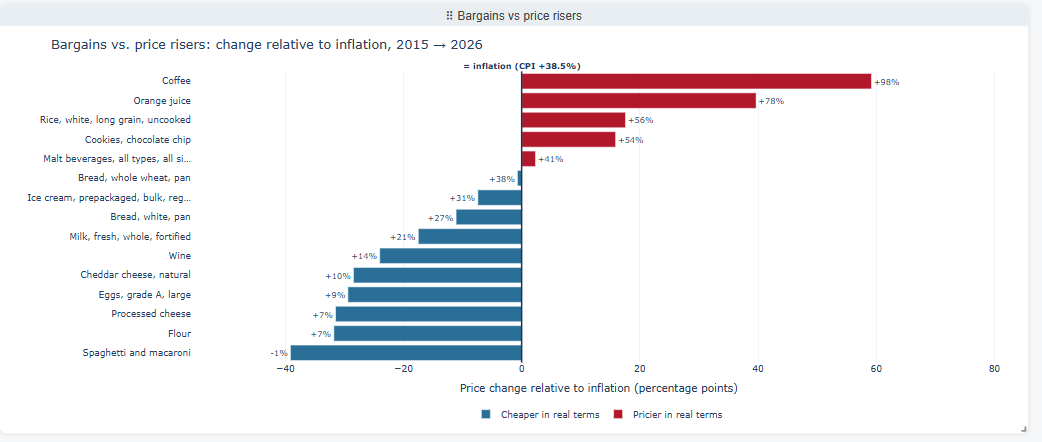 ⠿ Bargains vs price risers
Bargains vs. price risers: change relative to inflation, 2015 → 2026
= inflation (CPI +38.5%)
Coffee +98%
Orange juice +78%
Rice, white, long grain, uncooked +56%
Cookies, chocolate chip +54%
Malt beverages, all types, all si... +41%
Bread, whole wheat, pan +38%
Ice cream, prepackaged, bulk, reg... +31%
Bread, white, pan +27%
Milk, fresh, whole, fortified +21%
Wine +14%
Cheddar cheese, natural +10%
Eggs, grade A, large +9%
Processed cheese +7%
Flour +7%
Spaghetti and macaroni -1%
−40 −20 0 20 40 60 80
Price change relative to inflation (percentage points)
Cheaper in real terms Pricier in real terms